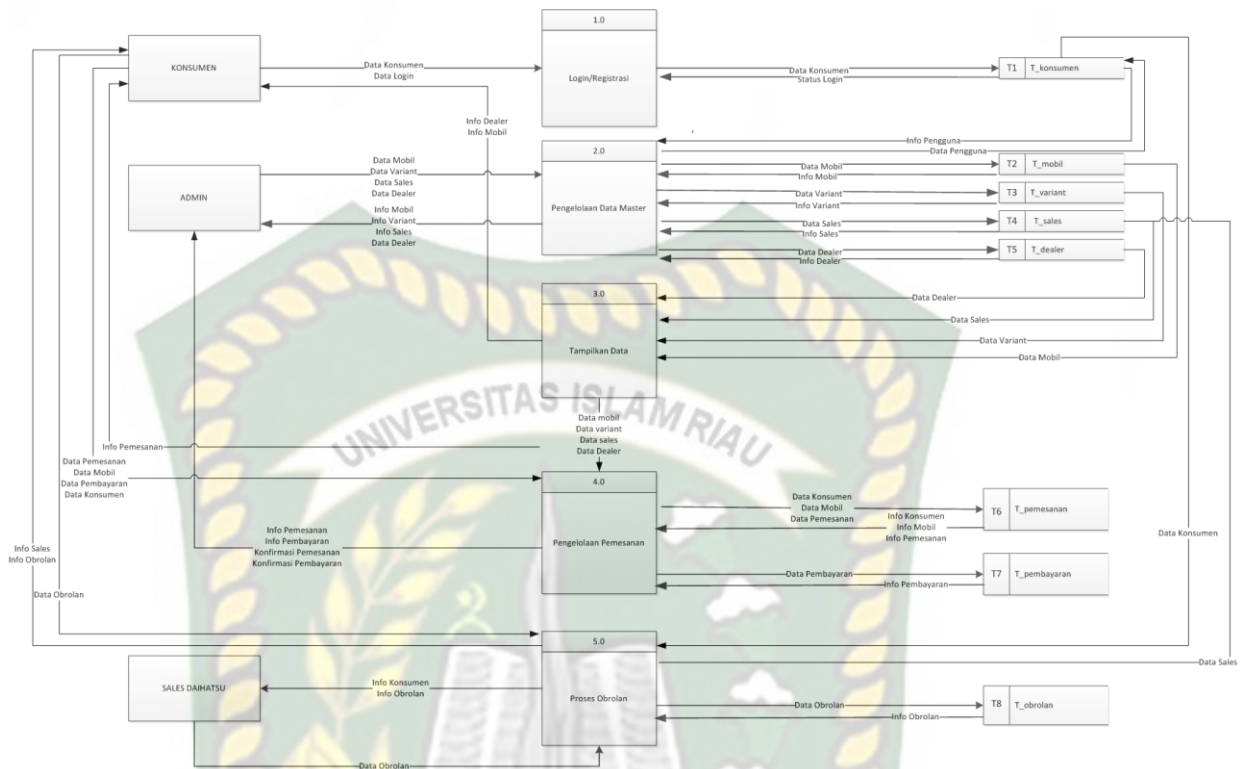 1.0
KONSUMEN
Data Konsumen
Data Login
Login/Registrasi
Data Konsumen
Status Login
T1 T_konsumen
Info Dealer
Info Mobil
Info Pengguna
Data Pengguna
2.0
Data Mobil
Data Variant
Data Sales
Data Dealer
ADMIN
Info Mobil
Info Variant
Info Sales
Data Dealer
Pengelolaan Data Master
Data Mobil
Info Mobil
T2 T_mobil
Data Variant
Info Variant
T3 T_variant
Data Sales
Info Sales
T4 T_sales
Data Dealer
Info Dealer
T5 T_dealer
3.0
Tampilkan Data
Data Dealer
Data Sales
Data Variant
Data Mobil
UNIVERSITAS ISLAM RIAU
Data mobil
Data variant
Data sales
Data Dealer
Info Pemesanan
Data Pemesanan
Data Mobil
Data Pembayaran
Data Konsumen
4.0
Pengelolaan Pemesanan
Data Konsumen
Data Mobil
Data Pemesanan
Info Konsumen
Info Mobil
Info Pemesanan
T6 T_pemesanan
Info Pemesanan
Info Pembayaran
Konfirmasi Pemesanan
Konfirmasi Pembayaran
Data Pembayaran
Info Pembayaran
T7 T_pembayaran
Data Konsumen
Info Sales
Info Obrolan
Data Obrolan
5.0
Proses Obrolan
Data Sales
SALES DAIHATSU
Info Konsumen
Info Obrolan
Data Obrolan
Info Obrolan
T8 T_obrolan
Data Obrolan